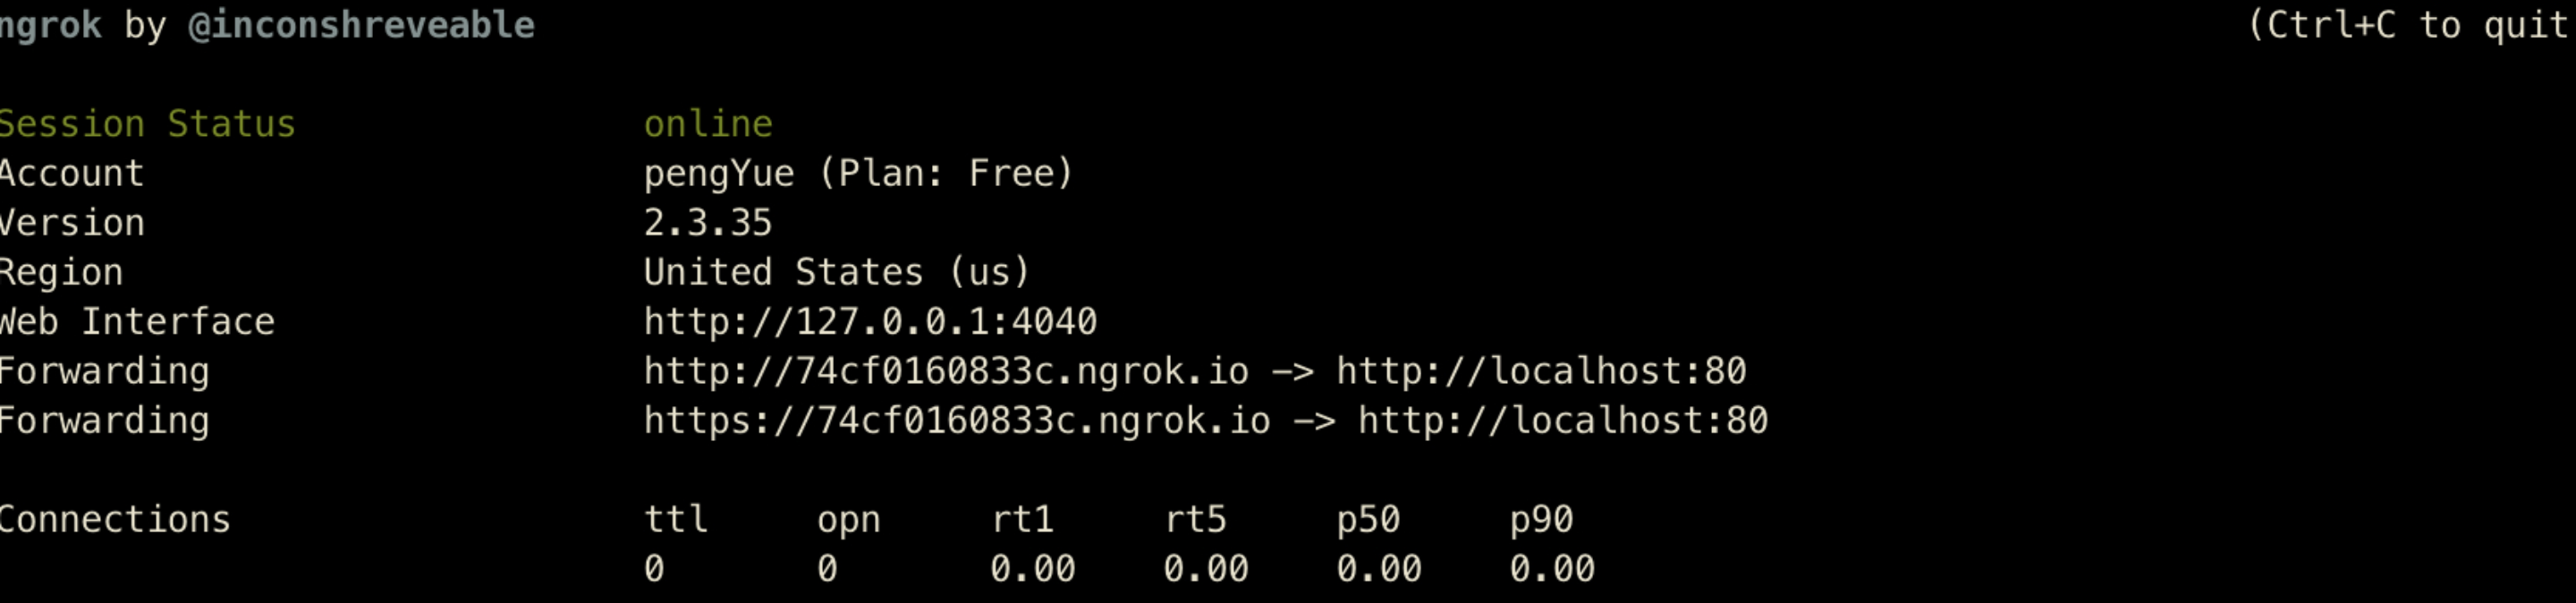 ngrok by @inconshreveable (Ctrl+C to quit
Session Status online
Account pengYue (Plan: Free)
Version 2.3.35
Region United States (us)
Web Interface http://127.0.0.1:4040
Forwarding http://74cf0160833c.ngrok.io -> http://localhost:80
Forwarding https://74cf0160833c.ngrok.io -> http://localhost:80
Connections ttl opn rt1 rt5 p50 p90
0 0 0.00 0.00 0.00 0.00